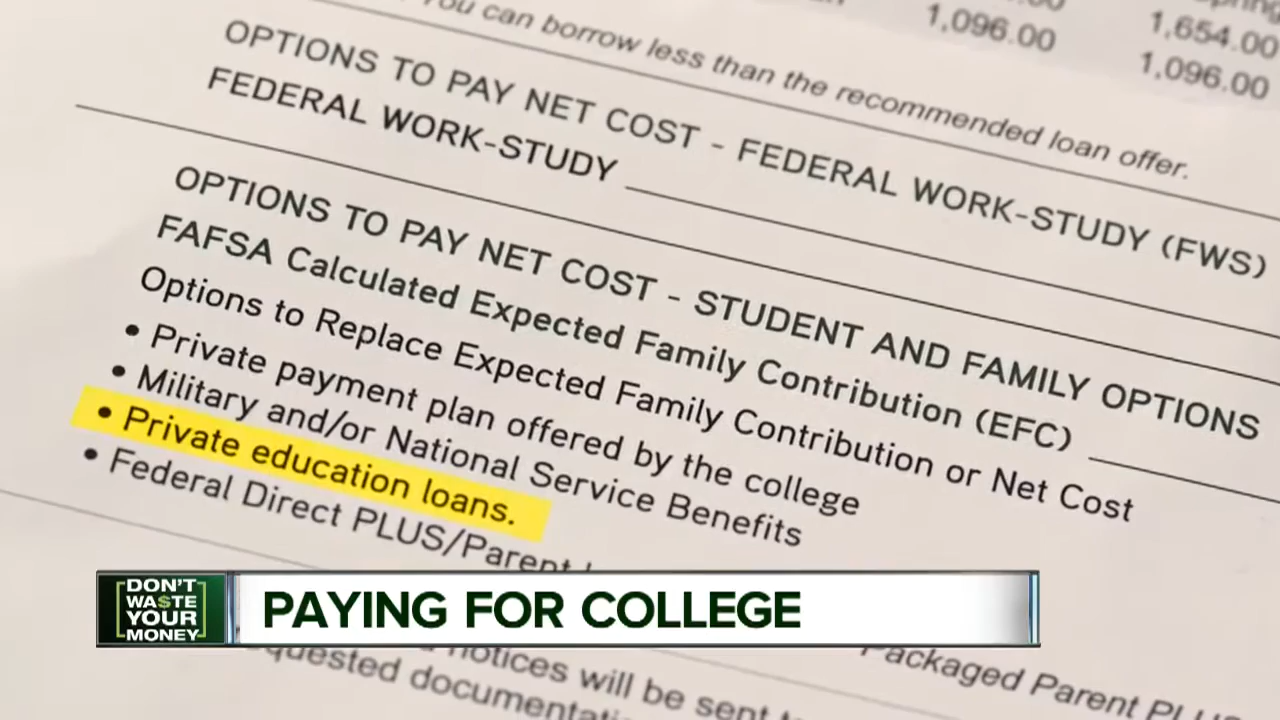 you can borrow less than the recommended loan offer.
1,096.00
1,654.00
1,096.00
OPTIONS TO PAY NET COST - FEDERAL WORK-STUDY (FWS)
FEDERAL WORK-STUDY
OPTIONS TO PAY NET COST - STUDENT AND FAMILY OPTIONS
FAFSA Calculated Expected Family Contribution (EFC)
Options to Replace Expected Family Contribution or Net Cost
• Private payment plan offered by the college
• Military and/or National Service Benefits
• Private education loans.
• Federal Direct PLUS/Parent
DON'T
WA$TE
YOUR
MONEY
PAYING FOR COLLEGE
notices will be sent
Packaged Parent